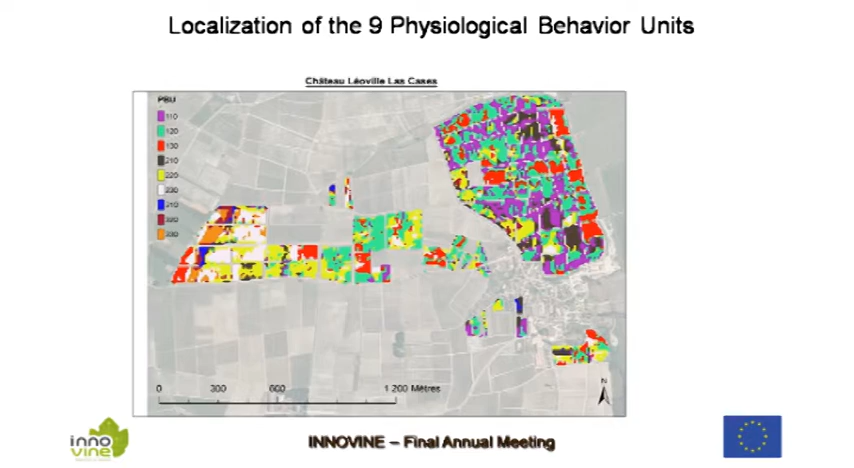 Localization of the 9 Physiological Behavior Units
Château Léoville Las Cases
PBU
110
120
130
210
220
230
320
330
0 300 600 1 200 Mètres
N
inno
vine
INNOVINE – Final Annual Meeting